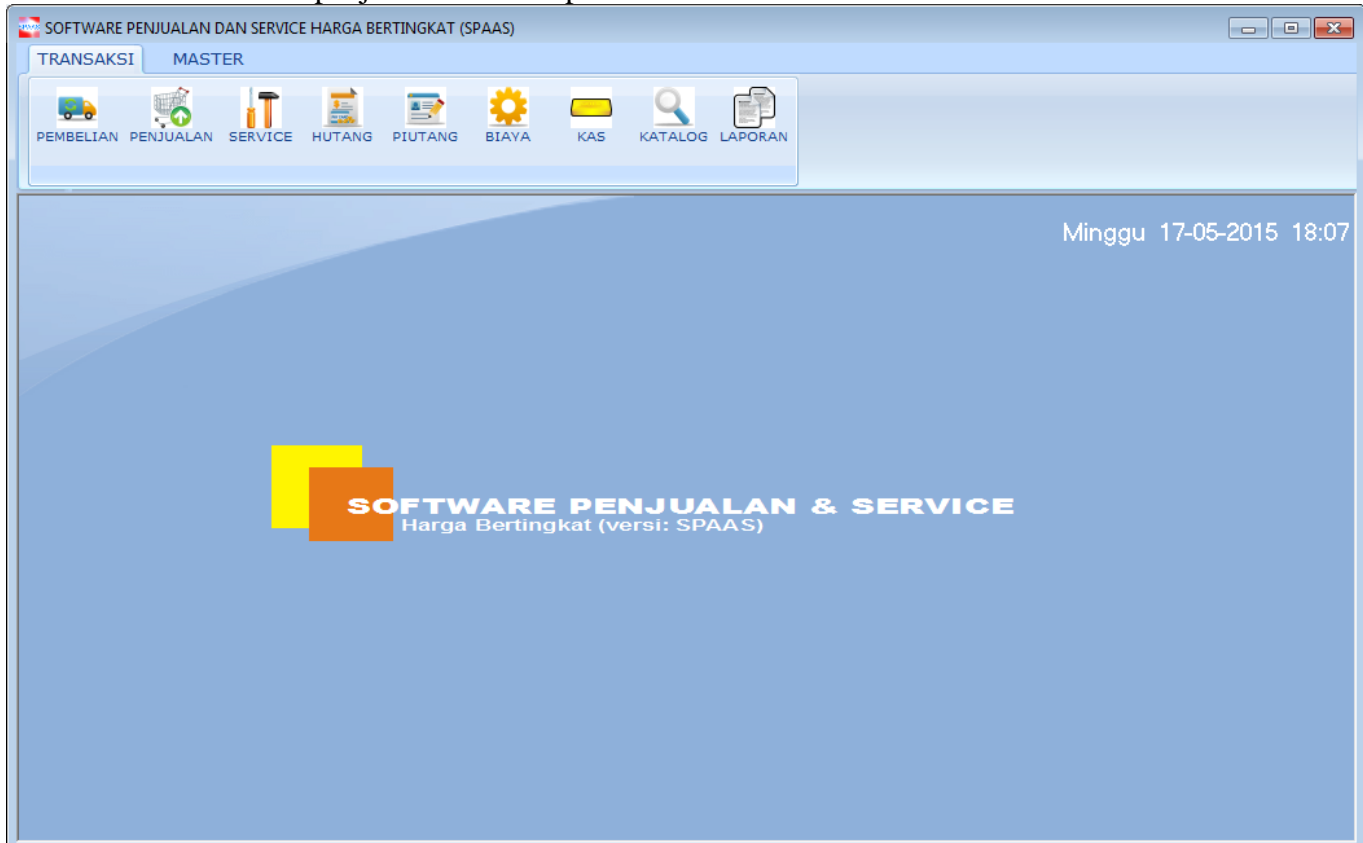 SOFTWARE PENJUALAN DAN SERVICE HARGA BERTINGKAT (SPAAS)
TRANSAKSI MASTER
PEMBELIAN PENJUALAN SERVICE HUTANG PIUTANG BIAYA KAS KATALOG LAPORAN
Minggu 17-05-2015 18:07
SOFTWARE PENJUALAN & SERVICE
Harga Bertingkat (versi: SPAAS)